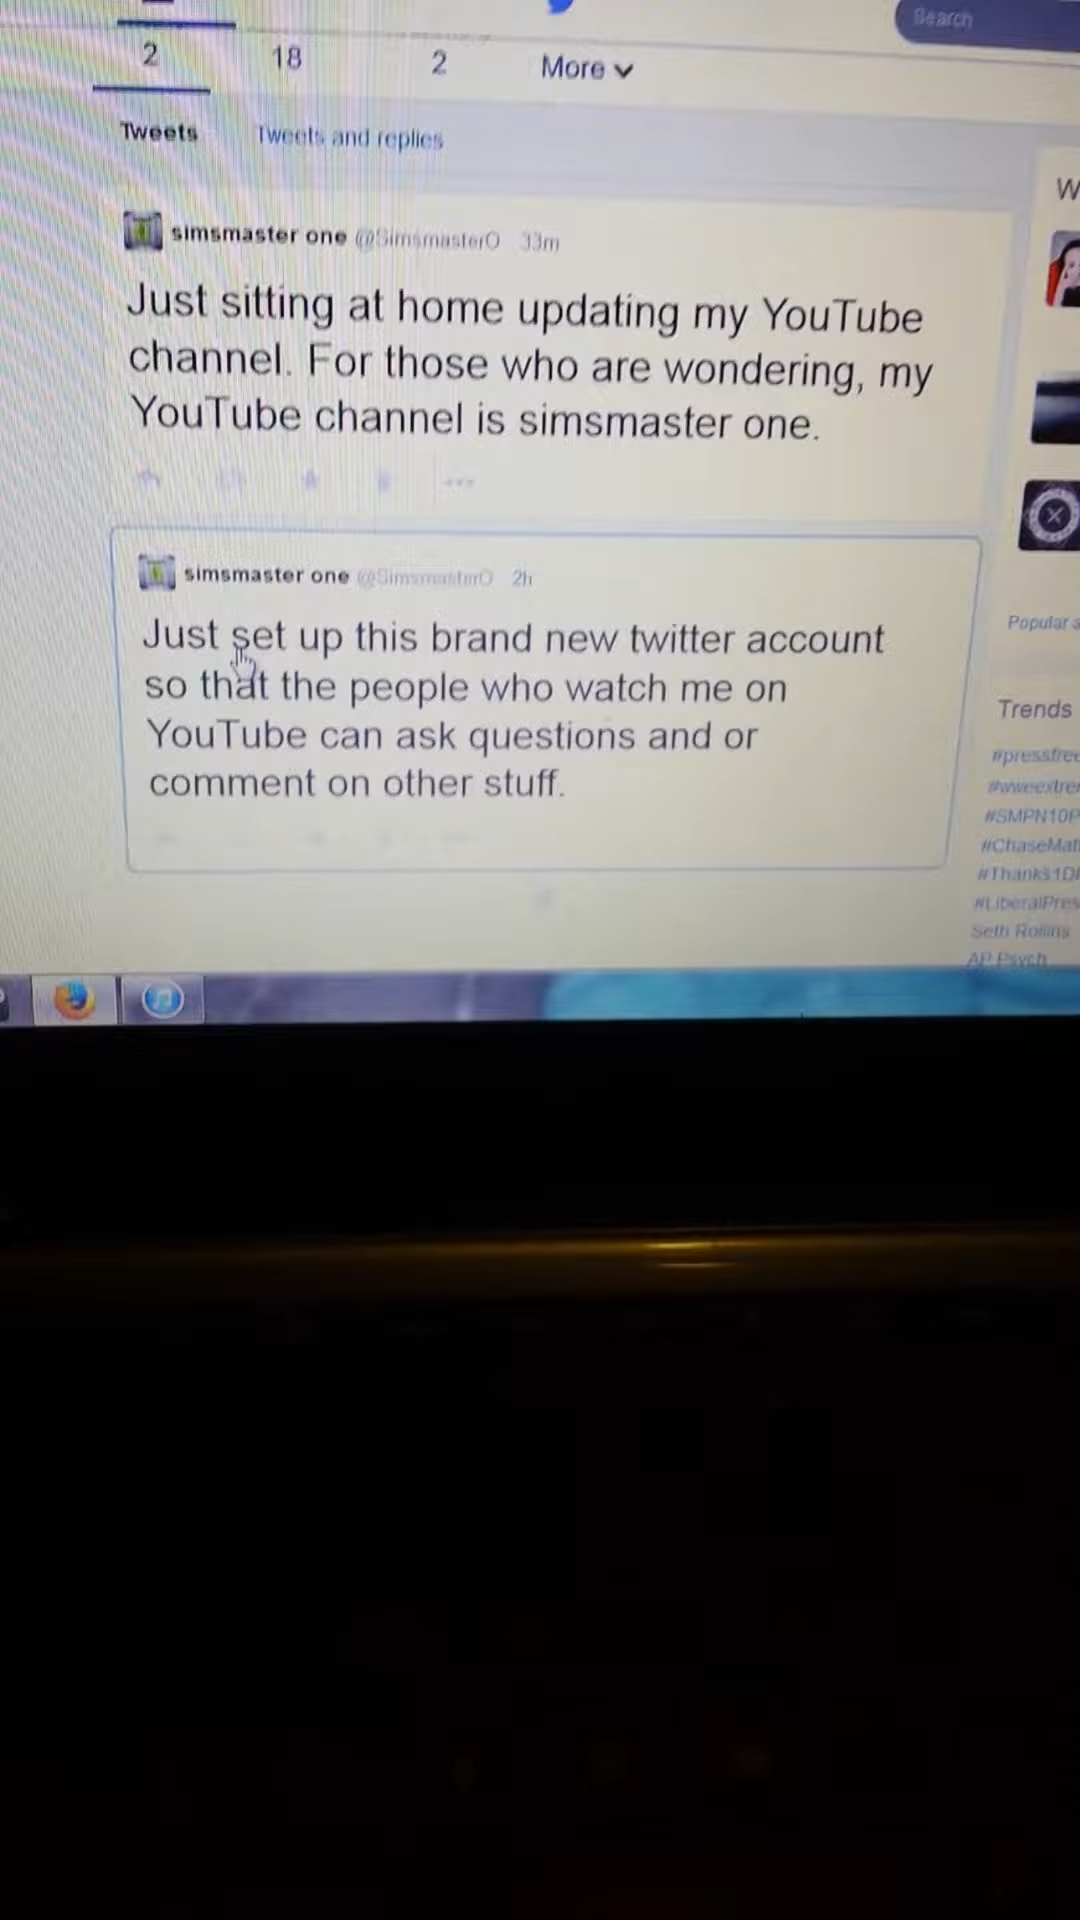 Search
2 18 2 More
Tweets Tweets and replies
simsmaster one @SimsmasterO 33m
Just sitting at home updating my YouTube
channel. For those who are wondering, my
YouTube channel is simsmaster one.
simsmaster one @SimsmasterO 2h
Just set up this brand new twitter account
so that the people who watch me on
YouTube can ask questions and or
comment on other stuff.
W
Popular a
Trends
#pressfree
#wweextre
#SMPN10P
#ChaseMat
#Thanks1D
#LiberalPres
Seth Rollins
AP Psych